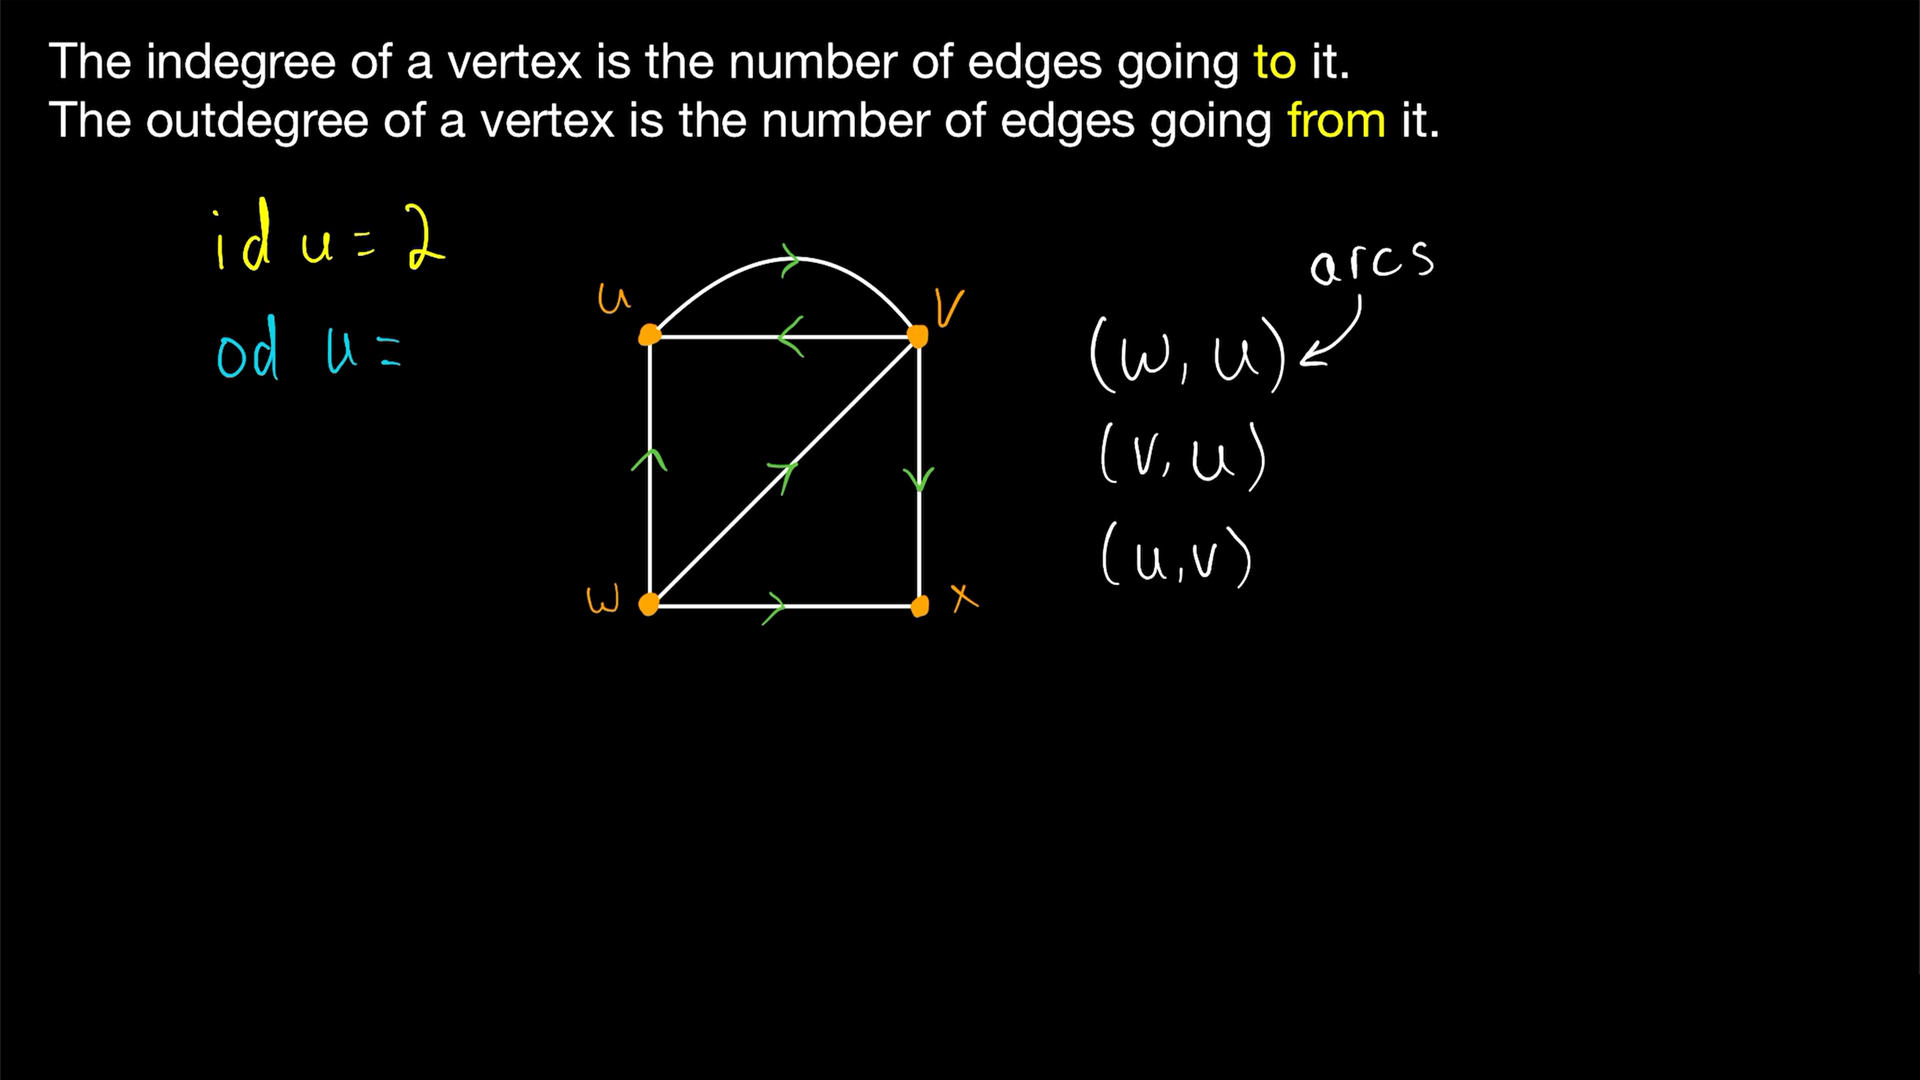 The indegree of a vertex is the number of edges going to it.
The outdegree of a vertex is the number of edges going from it.
id u = 2
od u =
u
v
w
x
arcs
(w, u)
(v, u)
(u, v)